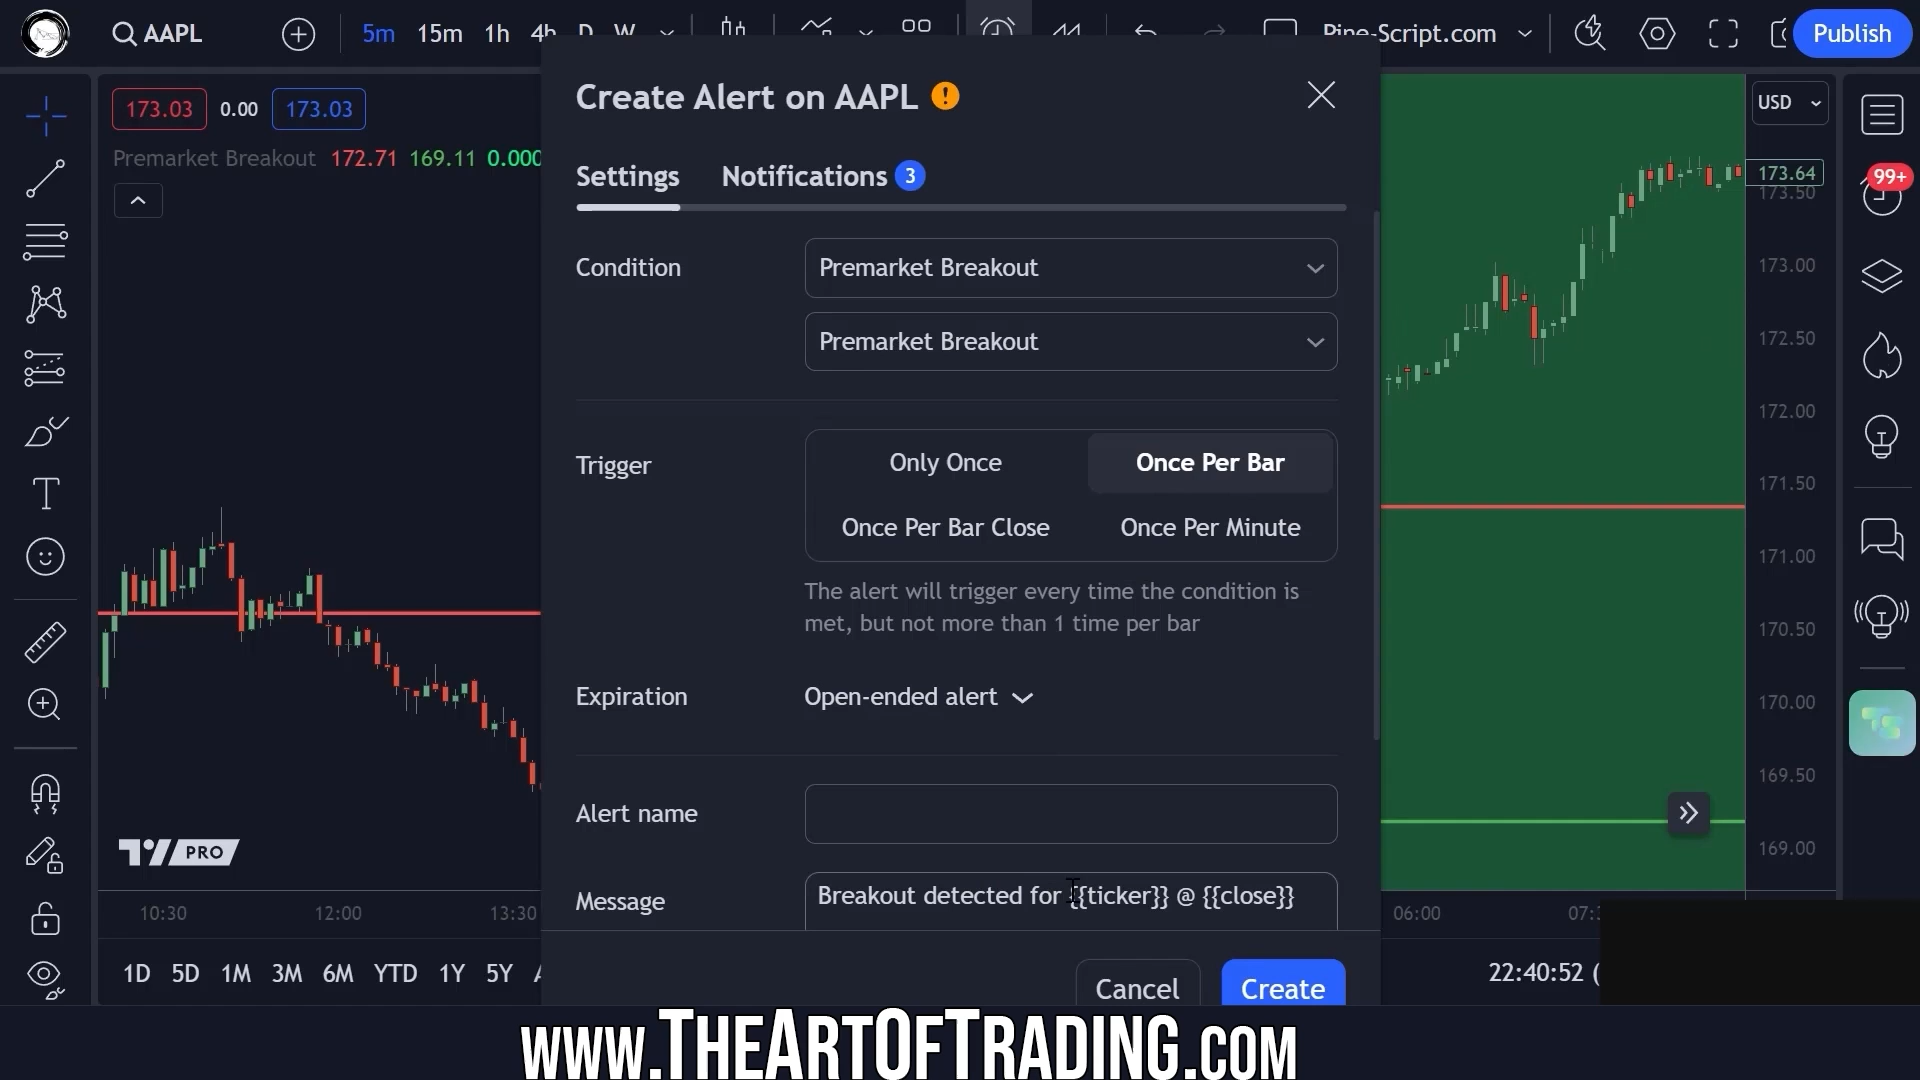 AAPL
5m 15m 1h 4h D W
Pine-Script.com
Publish
173.03 0.00 173.03
Premarket Breakout 172.71 169.11 0.000
Create Alert on AAPL
Settings
Notifications 3
Condition
Premarket Breakout
Premarket Breakout
Trigger
Only Once
Once Per Bar
Once Per Bar Close
Once Per Minute
The alert will trigger every time the condition is
met, but not more than 1 time per bar
Expiration
Open-ended alert
Alert name
Message
Breakout detected for {{ticker}} @ {{close}}
Cancel
Create
USD
173.64
173.50
173.00
172.50
172.00
171.50
171.00
170.50
170.00
169.50
169.00
99+
PRO
10:30 12:00 13:30
06:00 07:
1D 5D 1M 3M 6M YTD 1Y 5Y
22:40:52 (
www.TheArtOfTrading.com